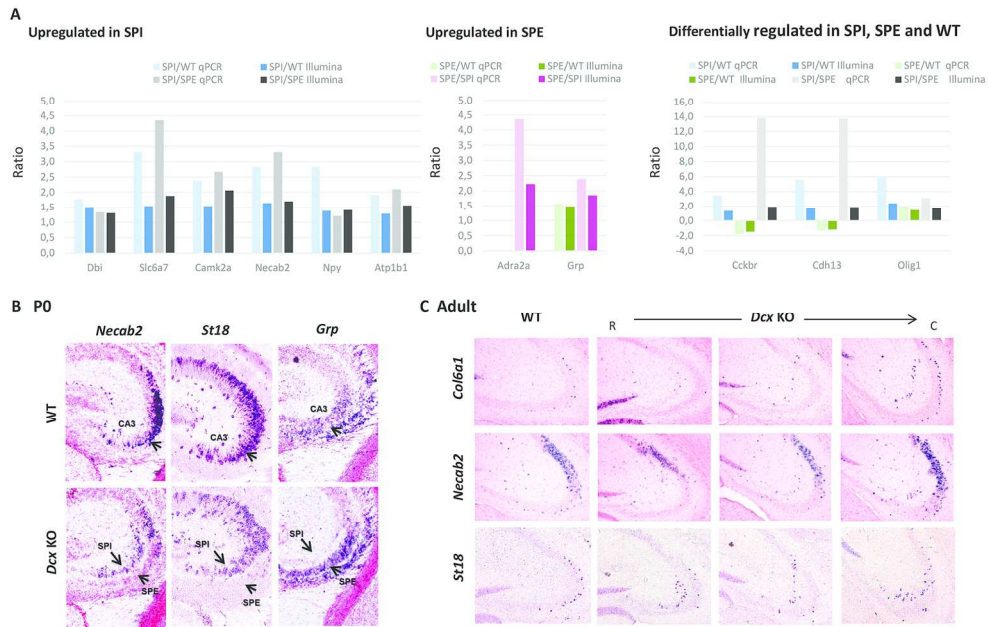 A
Upregulated in SPI
SPI/WT qPCR SPI/WT Illumina
SPI/SPE qPCR SPI/SPE Illumina
Ratio
5,0
4,5
4,0
3,5
3,0
2,5
2,0
1,5
1,0
0,5
0,0
Dbi Slc6a7 Camk2a Necab2 Npy Atp1b1
Upregulated in SPE
SPE/WT qPCR SPE/WT Illumina
SPE/SPI qPCR SPE/SPI Illumina
Ratio
5.0
4,5
4,0
3,5
3,0
2,5
2,0
1,5
1,0
0,5
0,0
Adra2a Grp
Differentially regulated in SPI, SPE and WT
SPI/WT qPCR SPI/WT Illumina SPE/WT qPCR
SPE/WT Illumina SPI/SPE qPCR SPI/SPE Illumina
Ratio
16,0
14,0
12,0
10,0
8,0
6,0
4,0
2,0
0,0
-2,0
-4,0
Cckbr Cdh13 Olig1
B P0
Necab2 St18 Grp
WT
CA3 CA3 CA3
Dcx KO
SPI SPI SPI
SPE SPE SPE
C Adult
WT R Dcx KO C
Col6a1
Necab2
St18